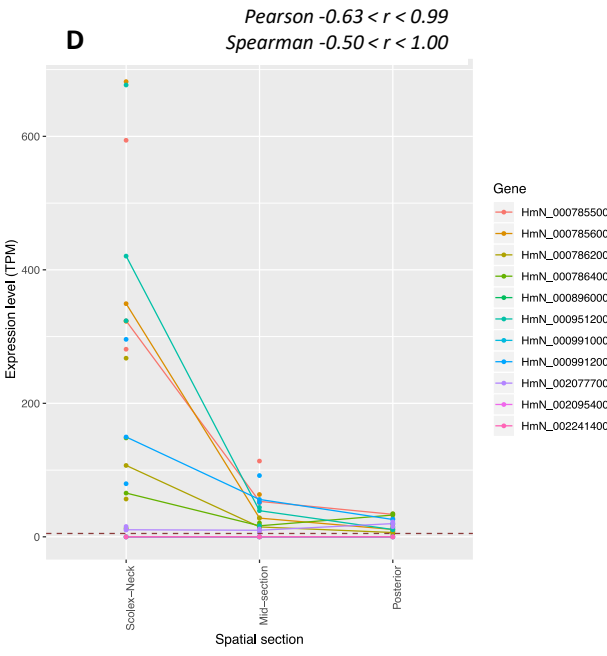 Pearson -0.63 < r < 0.99
D
Spearman -0.50 < r < 1.00
600
400
200
0
Expression level (TPM)
Scolex−Neck
Mid−section
Posterior
Spatial section
Gene
HmN_000785500
HmN_000785600
HmN_000786200
HmN_000786400
HmN_000896000
HmN_000951200
HmN_000991000
HmN_000991200
HmN_002077700
HmN_002095400
HmN_002241400